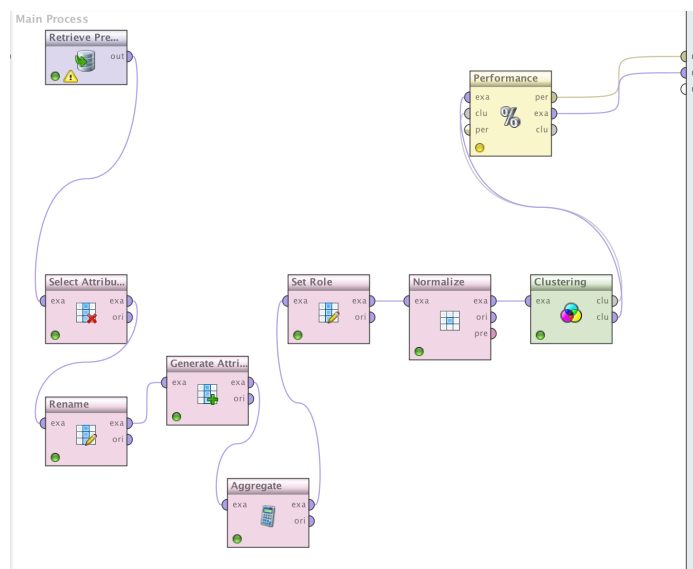 Main Process
Retrieve Pre...
out
Performance
exa per
clu % exa
per clu
Select Attribu...
exa exa
ori
Set Role
exa exa
ori
Normalize
exa exa
ori
pre
Clustering
exa clu
clu
Generate Attri...
exa exa
ori
Rename
exa exa
ori
Aggregate
exa exa
ori